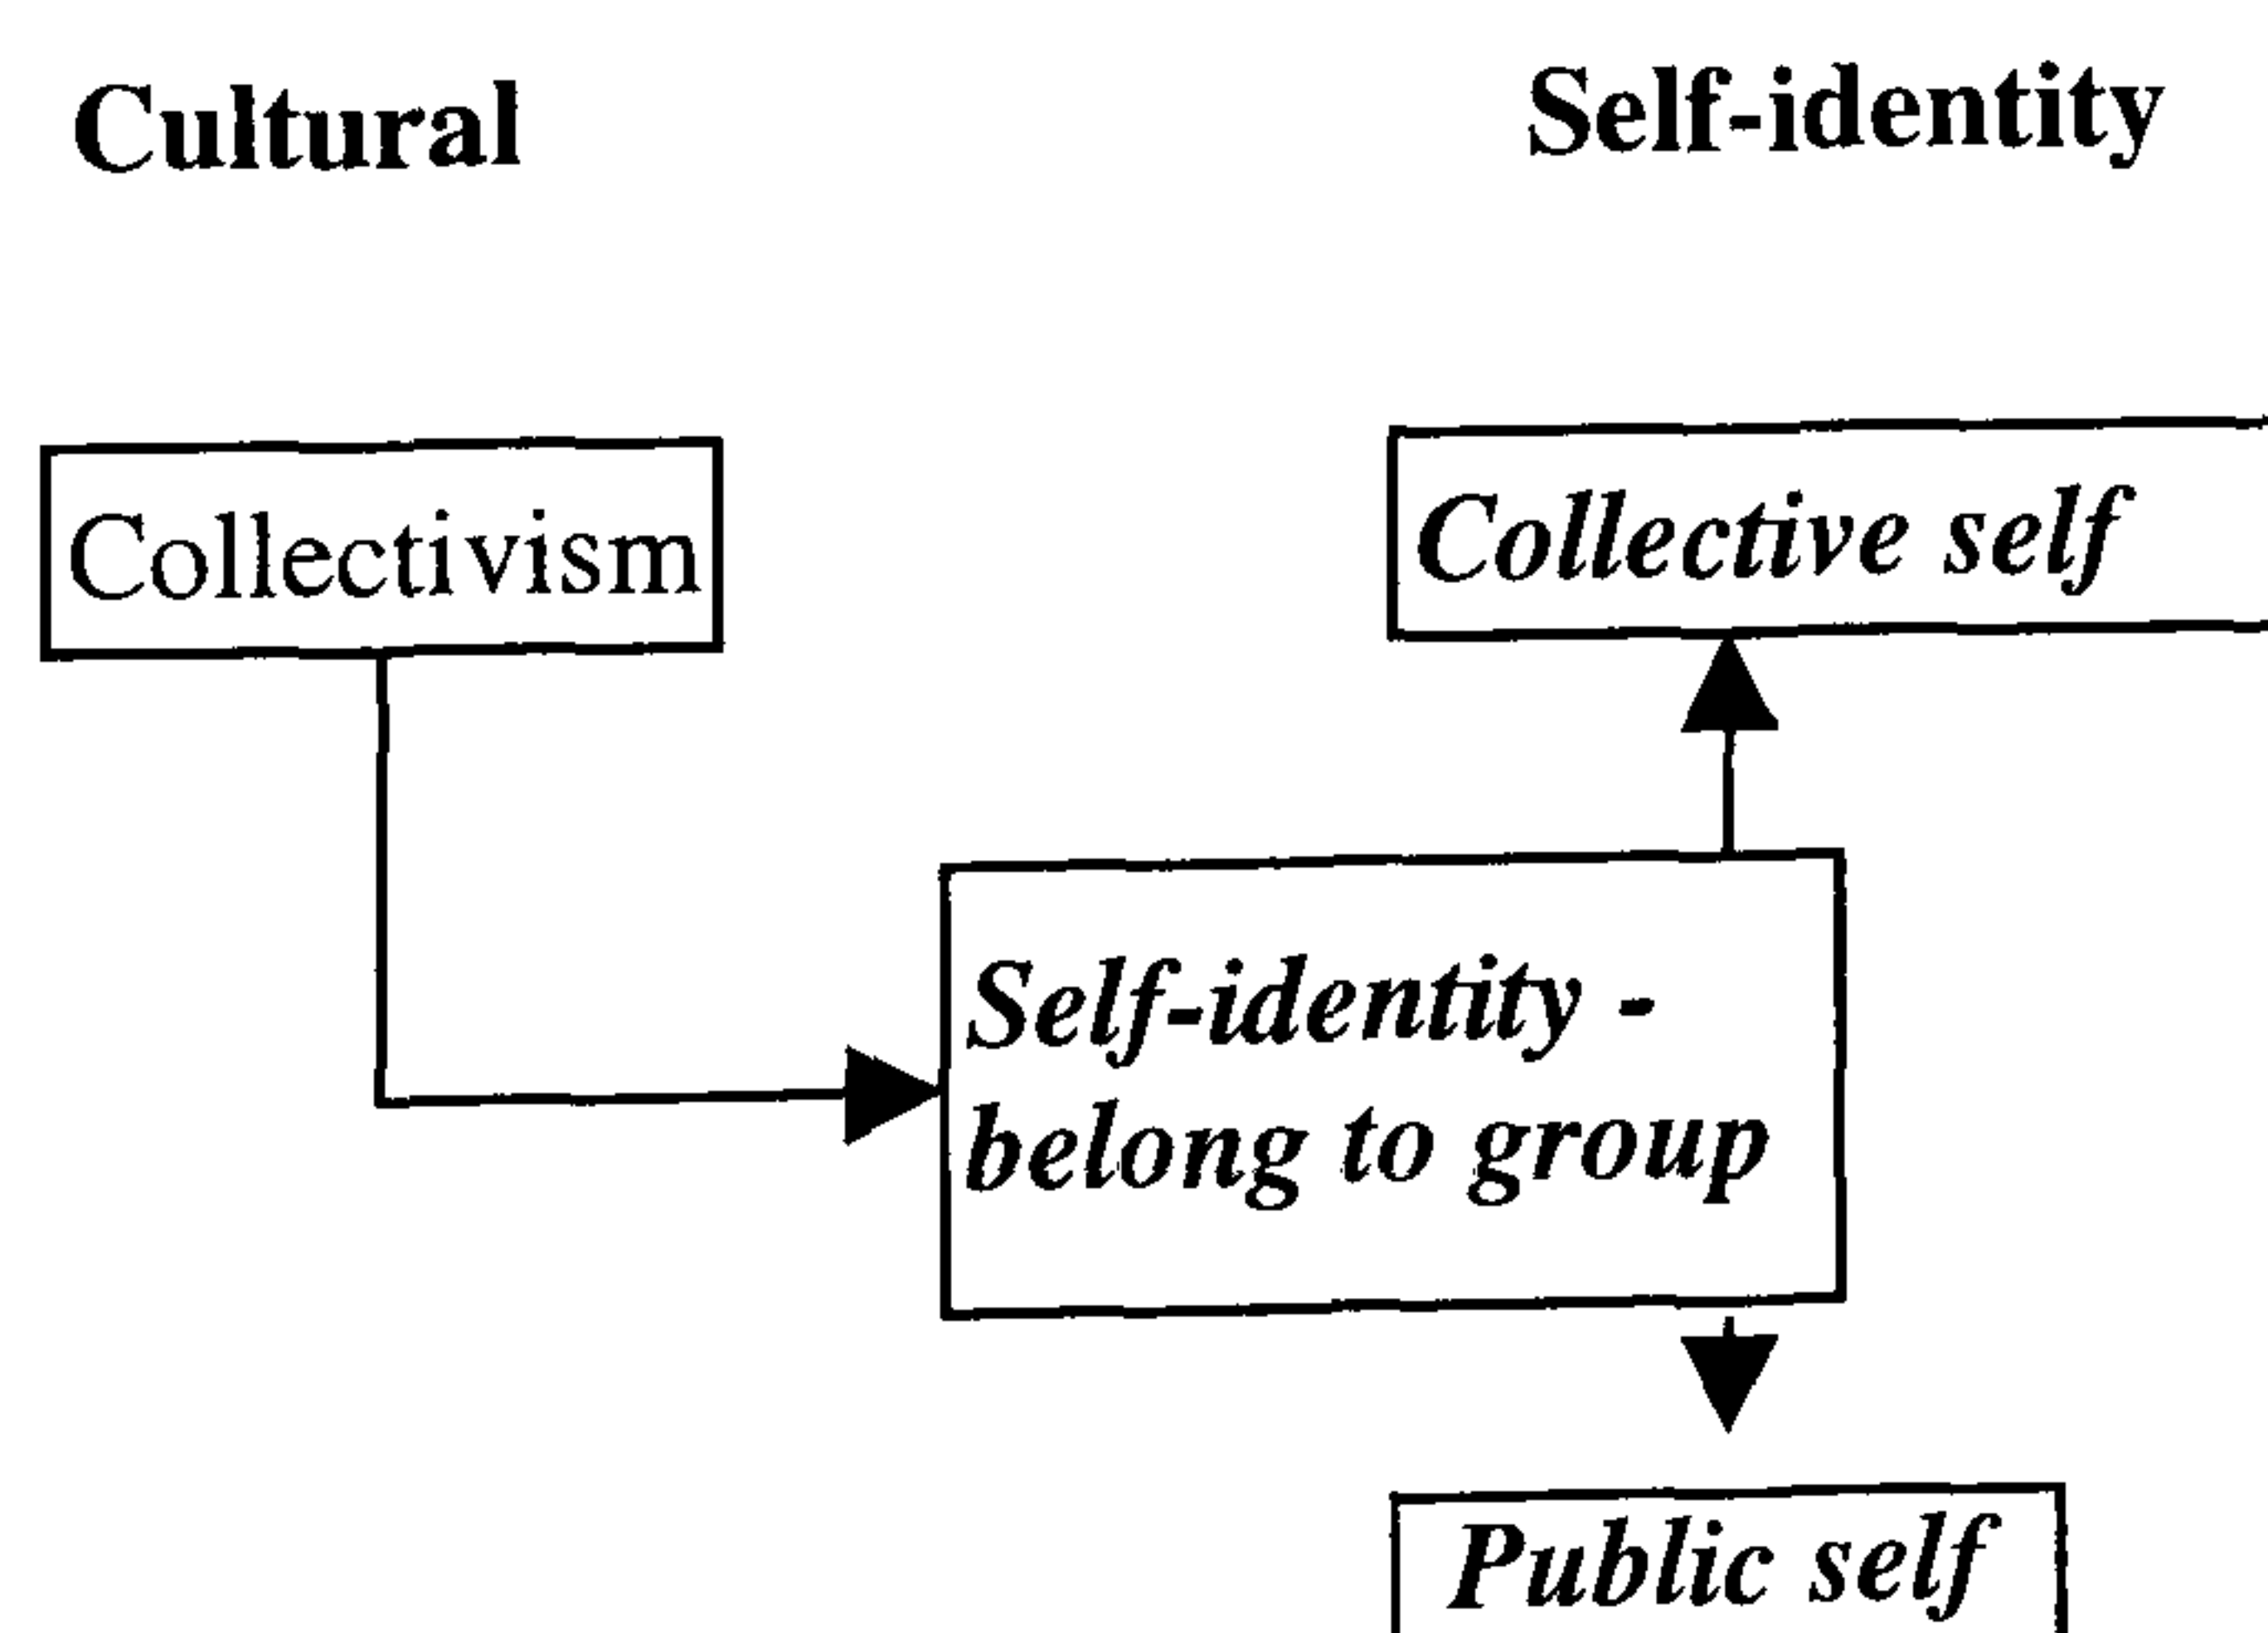 Cultural
Self-identity
Collectivism
Collective self
Self-identity -
belong to group
Public self